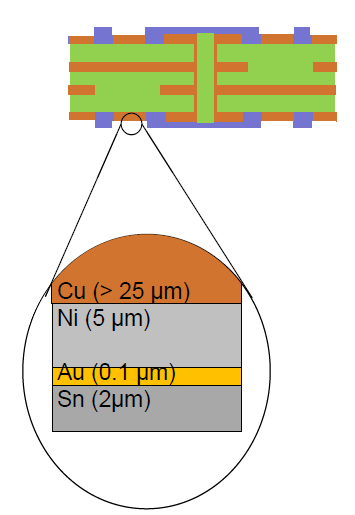 Cu (> 25 µm)
Ni (5 µm)
Au (0.1 µm)
Sn (2µm)